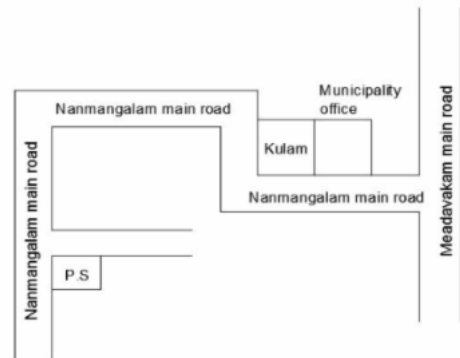 Municipality
office
Nanmangalam main road
Kulam
Meadavakam main road
Nanmangalam main road
Nanmangalam main road
P.S